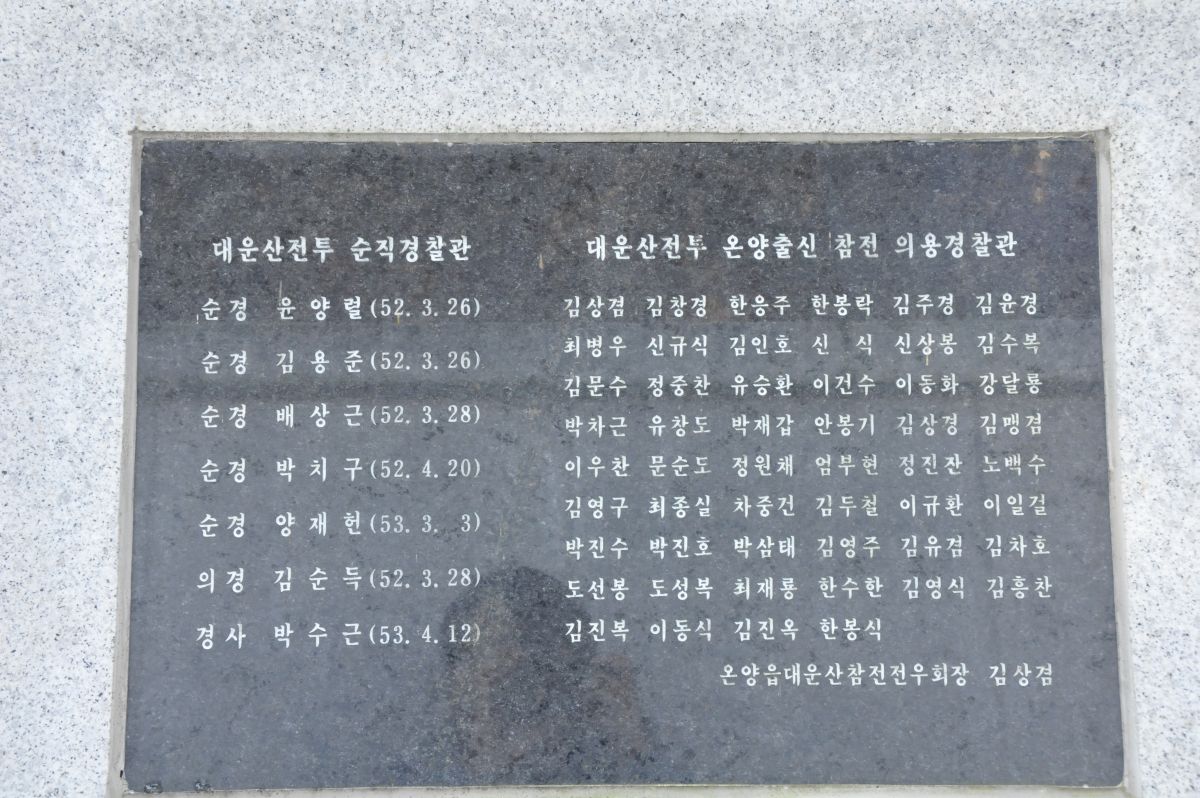 대운산전투 순직경찰관
순경 윤양렬(52. 3. 26)
순경 김용준(52. 3. 26)
순경 배상근(52. 3. 28)
순경 박치구(52. 4. 20)
순경 양재헌(53. 3. 3)
의경 김순득(52. 3. 28)
경사 박수근(53. 4. 12)
대운산전투 온양출신 참전 의용경찰관
김상겸 김창경 한응주 한봉락 김주경 김윤경
최병우 신규식 김인호 신 식 신상봉 김수복
김문수 정중찬 유승환 이건수 이동화 강달룡
박차근 유창도 박재갑 안봉기 김상경 김맹겸
이우찬 문순도 정원채 엄부현 정진잔 노백수
김영구 최종실 차중건 김두철 이규환 이일걸
박진수 박진호 박삼태 김영주 김유겸 김차호
도선봉 도성복 최재룡 한수한 김영식 김흥찬
김진복 이동식 김진옥 한봉식
온양읍대운산참전전우회장 김상겸